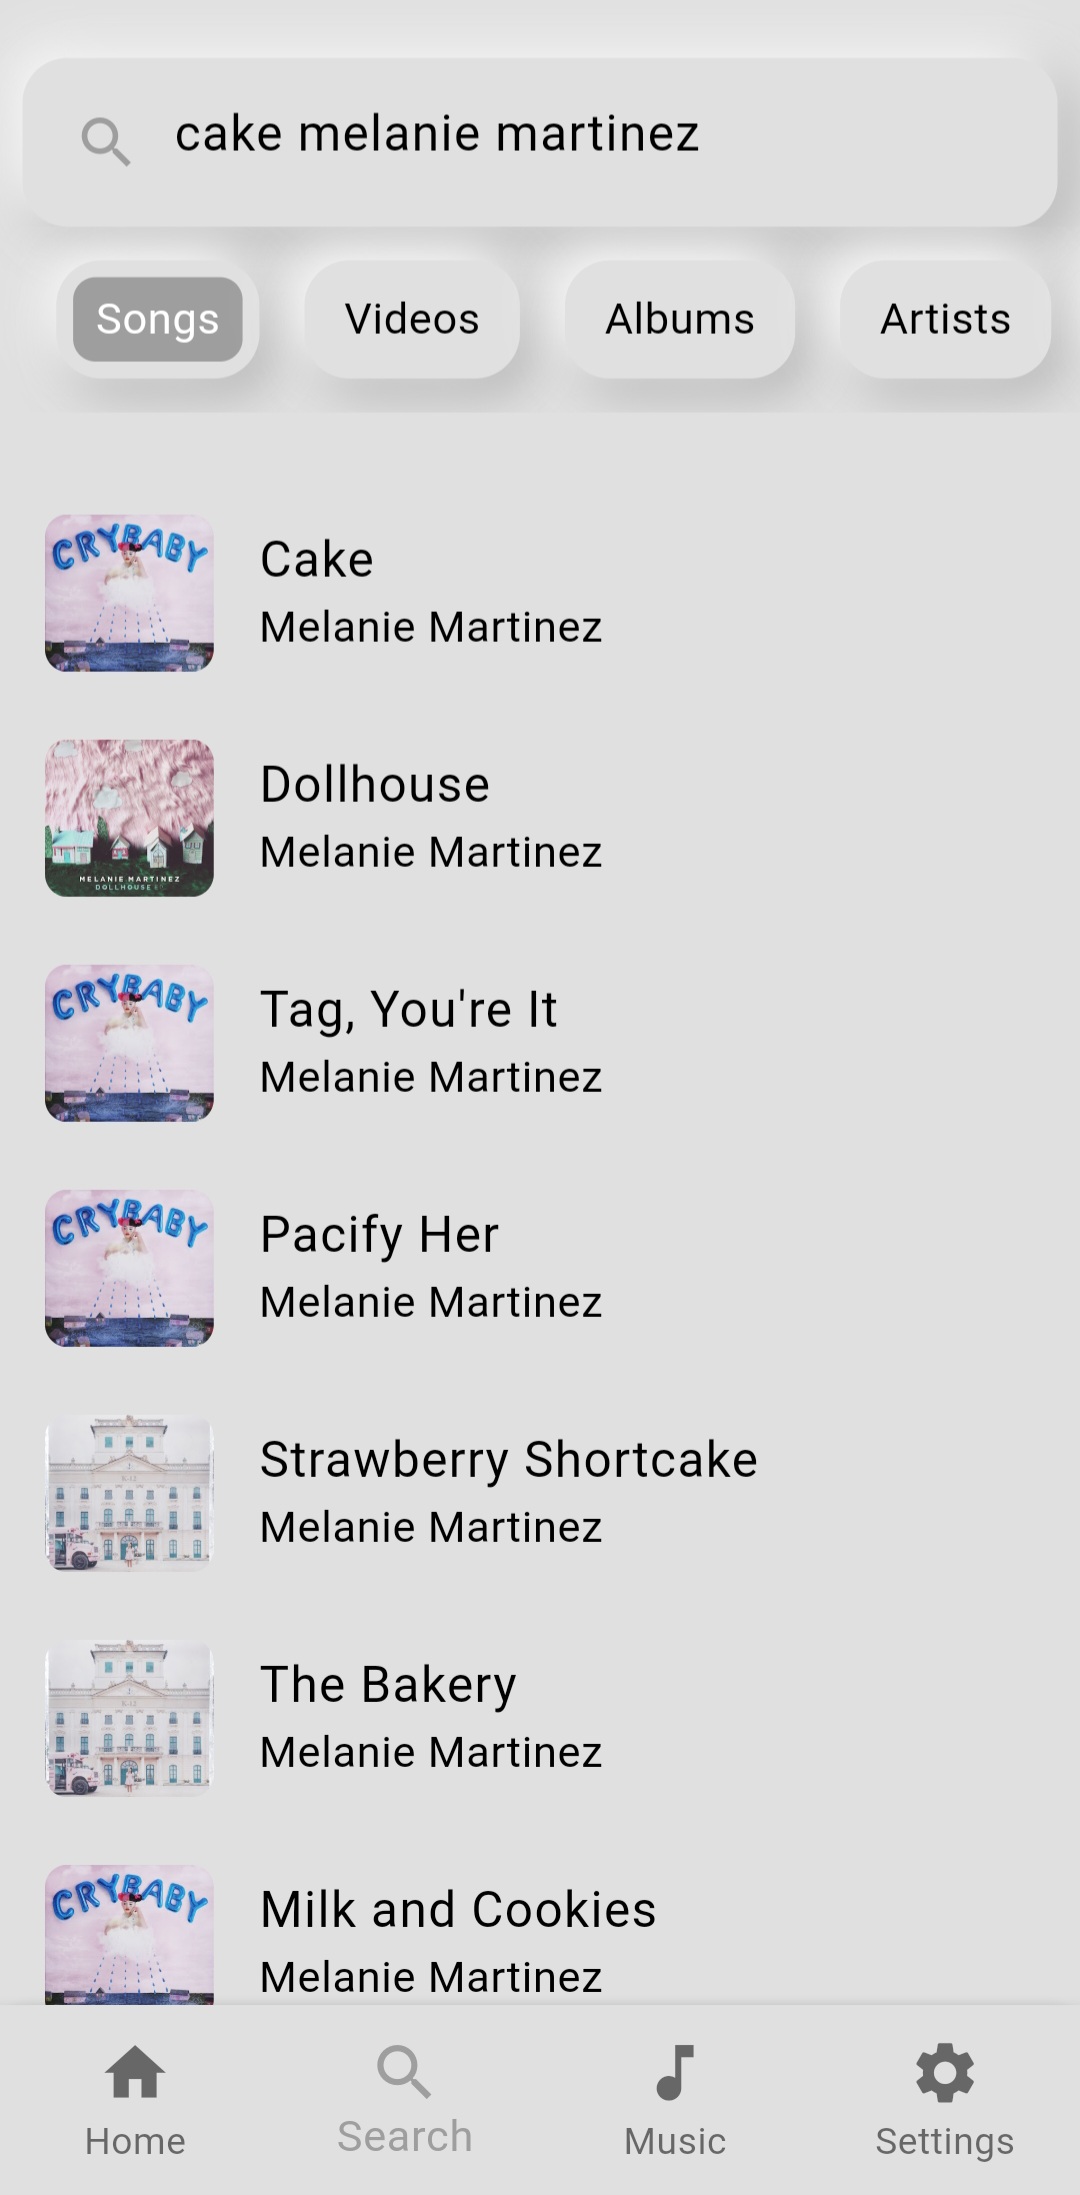 cake melanie martinez
Songs
Videos
Albums
Artists
CRYBABY
Cake
Melanie Martinez
Dollhouse
Melanie Martinez
MELANIE MARTINEZ
DOLLHOUSE
CRYBABY
Tag, You're It
Melanie Martinez
CRYBABY
Pacify Her
Melanie Martinez
Strawberry Shortcake
Melanie Martinez
The Bakery
Melanie Martinez
CRYBABY
Milk and Cookies
Melanie Martinez
Home
Search
Music
Settings